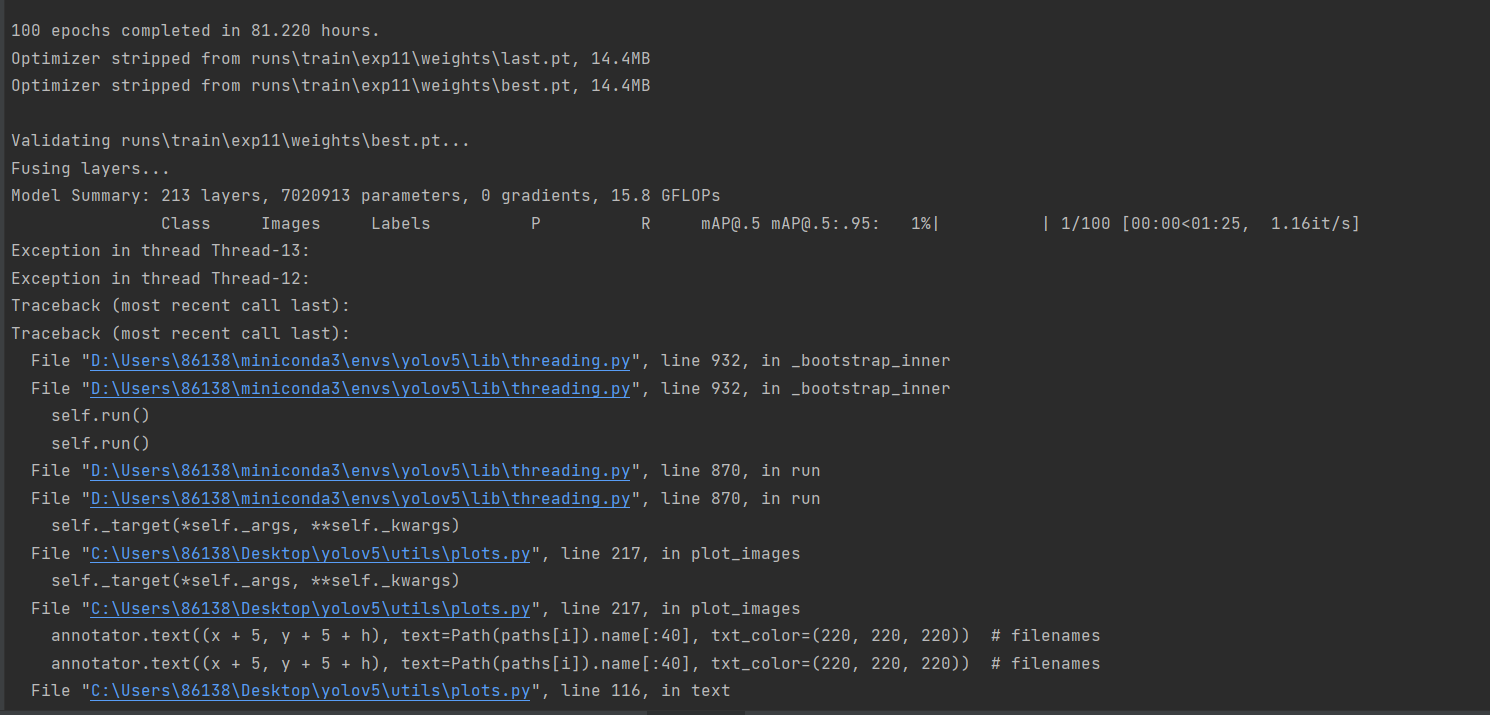 100 epochs completed in 81.220 hours.
Optimizer stripped from runs\train\exp11\weights\last.pt, 14.4MB
Optimizer stripped from runs\train\exp11\weights\best.pt, 14.4MB
Validating runs\train\exp11\weights\best.pt...
Fusing layers...
Model Summary: 213 layers, 7020913 parameters, 0 gradients, 15.8 GFLOPs
               Class     Images     Labels          P          R     mAP@.5 mAP@.5:.95:   1%|          | 1/100 [00:00<01:25,  1.16it/s]
Exception in thread Thread-13:
Exception in thread Thread-12:
Traceback (most recent call last):
Traceback (most recent call last):
  File "D:\Users\86138\miniconda3\envs\yolov5\lib\threading.py", line 932, in _bootstrap_inner
  File "D:\Users\86138\miniconda3\envs\yolov5\lib\threading.py", line 932, in _bootstrap_inner
    self.run()
    self.run()
  File "D:\Users\86138\miniconda3\envs\yolov5\lib\threading.py", line 870, in run
  File "D:\Users\86138\miniconda3\envs\yolov5\lib\threading.py", line 870, in run
    self._target(*self._args, **self._kwargs)
  File "C:\Users\86138\Desktop\yolov5\utils\plots.py", line 217, in plot_images
    self._target(*self._args, **self._kwargs)
  File "C:\Users\86138\Desktop\yolov5\utils\plots.py", line 217, in plot_images
    annotator.text((x + 5, y + 5 + h), text=Path(paths[i]).name[:40], txt_color=(220, 220, 220))  # filenames
    annotator.text((x + 5, y + 5 + h), text=Path(paths[i]).name[:40], txt_color=(220, 220, 220))  # filenames
  File "C:\Users\86138\Desktop\yolov5\utils\plots.py", line 116, in text